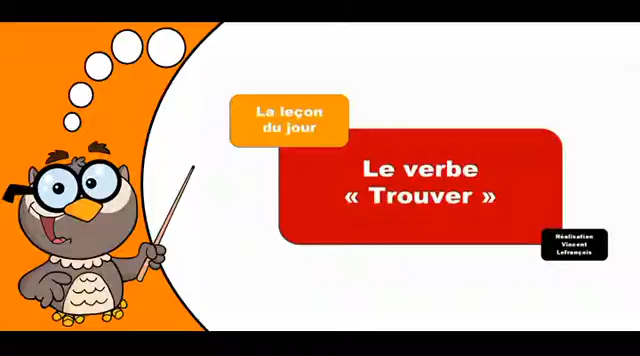 La leçon
du jour
Le verbe
« Trouver »
Réalisation
Vincent
Lefrançois